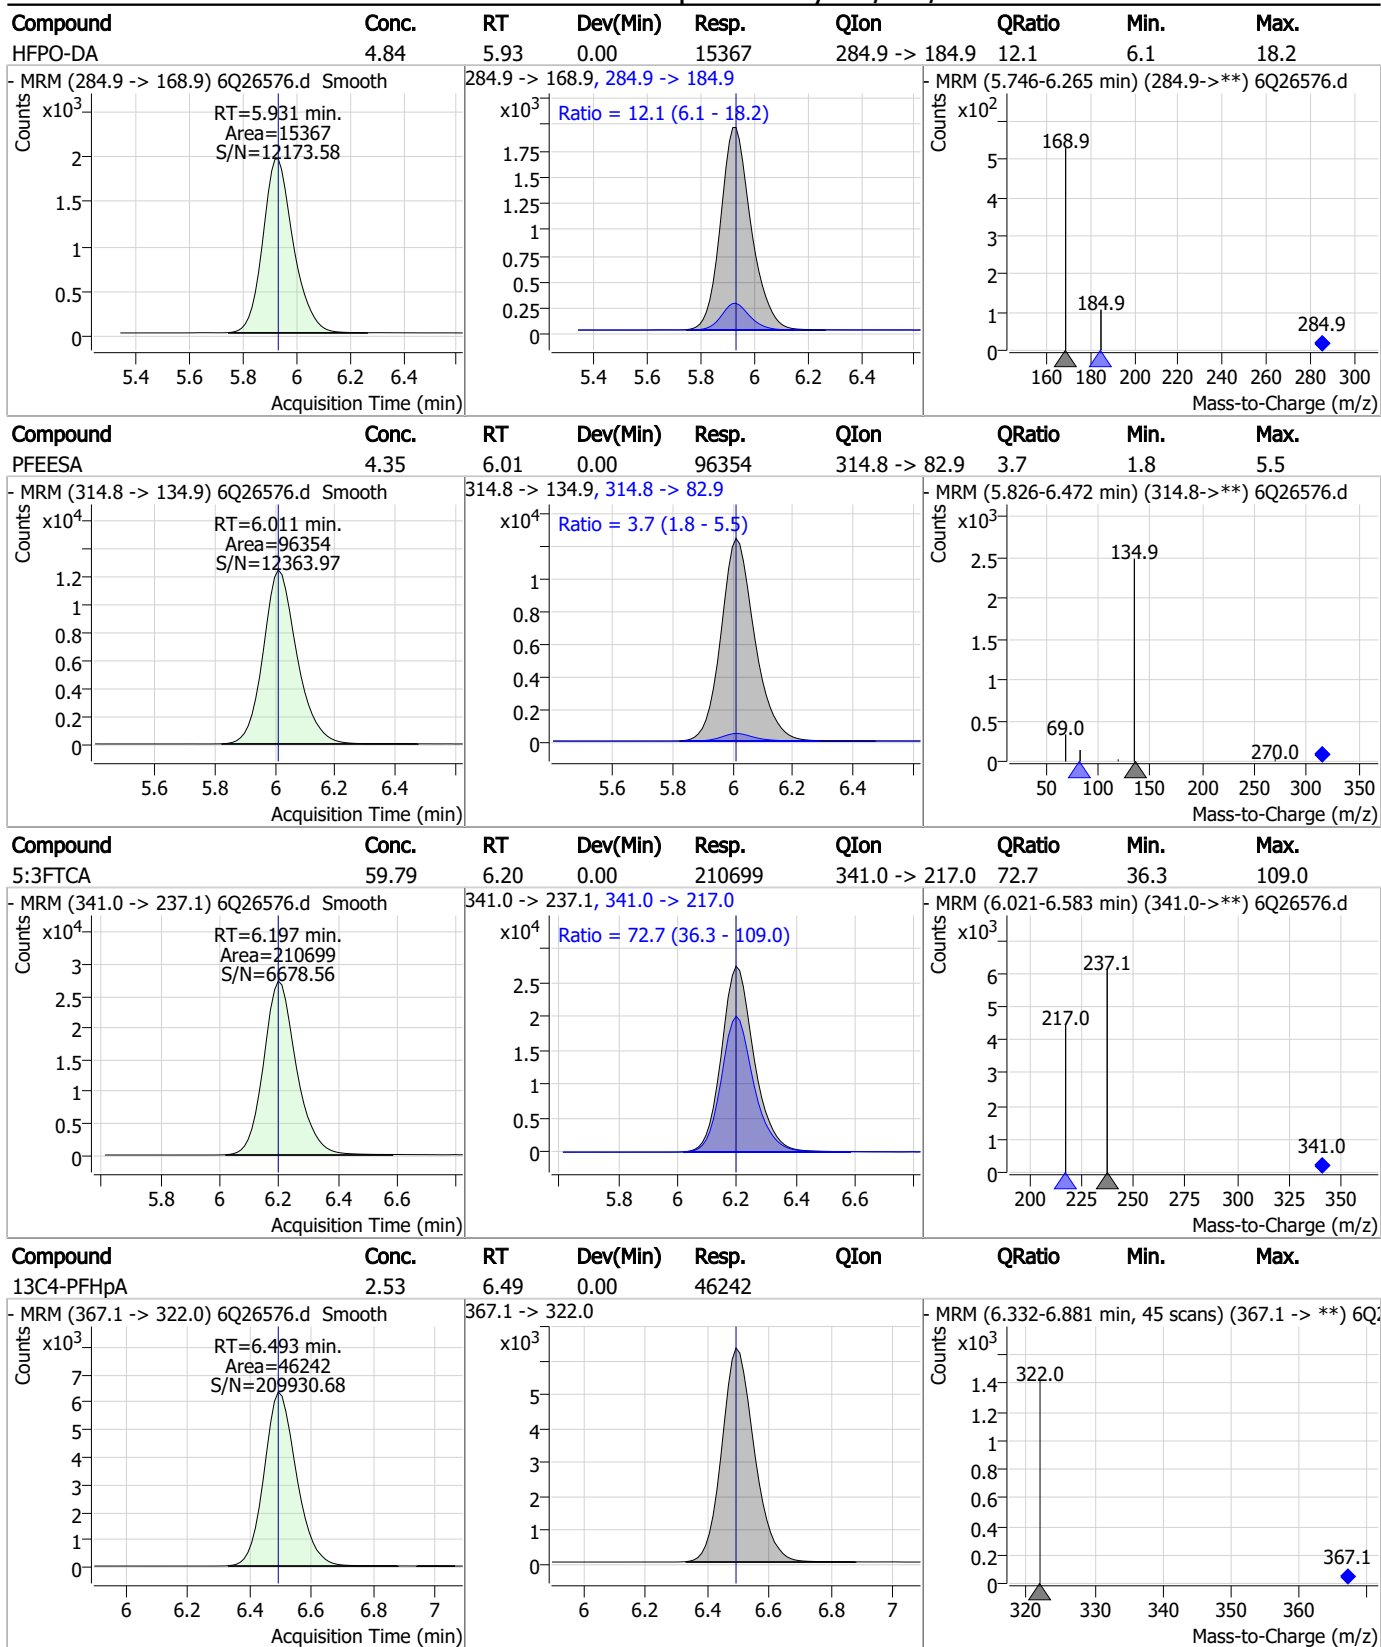 Compound Conc. RT Dev(Min) Resp. QIon QRatio Min. Max.
HFPO-DA 4.84 5.93 0.00 15367 284.9 -> 184.9 12.1 6.1 18.2
- MRM (284.9 -> 168.9) 6Q26576.d Smooth
Counts
x10³
RT=5.931 min.
Area=15367
S/N=12173.58
2
1.5
1
0.5
0
5.4 5.6 5.8 6 6.2 6.4
Acquisition Time (min)
284.9 -> 168.9, 284.9 -> 184.9
x10³
Ratio = 12.1 (6.1 - 18.2)
1.75
1.5
1.25
1
0.75
0.5
0.25
0
5.4 5.6 5.8 6 6.2 6.4
- MRM (5.746-6.265 min) (284.9->**) 6Q26576.d
Counts
x10²
168.9
184.9
284.9
5
4
3
2
1
0
160 180 200 220 240 260 280 300
Mass-to-Charge (m/z)
Compound Conc. RT Dev(Min) Resp. QIon QRatio Min. Max.
PFEESA 4.35 6.01 0.00 96354 314.8 -> 82.9 3.7 1.8 5.5
- MRM (314.8 -> 134.9) 6Q26576.d Smooth
Counts
x10⁴
RT=6.011 min.
Area=96354
S/N=12363.97
1.2
1
0.8
0.6
0.4
0.2
0
5.6 5.8 6 6.2 6.4
Acquisition Time (min)
314.8 -> 134.9, 314.8 -> 82.9
x10⁴
Ratio = 3.7 (1.8 - 5.5)
1
0.8
0.6
0.4
0.2
0
5.6 5.8 6 6.2 6.4
- MRM (5.826-6.472 min) (314.8->**) 6Q26576.d
Counts
x10³
134.9
69.0
270.0
2.5
2
1.5
1
0.5
0
50 100 150 200 250 300 350
Mass-to-Charge (m/z)
Compound Conc. RT Dev(Min) Resp. QIon QRatio Min. Max.
5:3FTCA 59.79 6.20 0.00 210699 341.0 -> 217.0 72.7 36.3 109.0
- MRM (341.0 -> 237.1) 6Q26576.d Smooth
Counts
x10⁴
RT=6.197 min.
Area=210699
S/N=6678.56
3
2.5
2
1.5
1
0.5
0
5.8 6 6.2 6.4 6.6
Acquisition Time (min)
341.0 -> 237.1, 341.0 -> 217.0
x10⁴
Ratio = 72.7 (36.3 - 109.0)
2.5
2
1.5
1
0.5
0
5.8 6 6.2 6.4 6.6
- MRM (6.021-6.583 min) (341.0->**) 6Q26576.d
Counts
x10³
237.1
217.0
341.0
6
5
4
3
2
1
0
200 225 250 275 300 325 350
Mass-to-Charge (m/z)
Compound Conc. RT Dev(Min) Resp. QIon QRatio Min. Max.
13C4-PFHpA 2.53 6.49 0.00 46242
- MRM (367.1 -> 322.0) 6Q26576.d Smooth
Counts
x10³
RT=6.493 min.
Area=46242
S/N=209930.68
7
6
5
4
3
2
1
0
6 6.2 6.4 6.6 6.8 7
Acquisition Time (min)
367.1 -> 322.0
x10³
5
4
3
2
1
0
6 6.2 6.4 6.6 6.8 7
- MRM (6.332-6.881 min, 45 scans) (367.1 -> **) 6Q2
Counts
x10³
322.0
367.1
1.4
1.2
1
0.8
0.6
0.4
0.2
0
320 330 340 350 360
Mass-to-Charge (m/z)